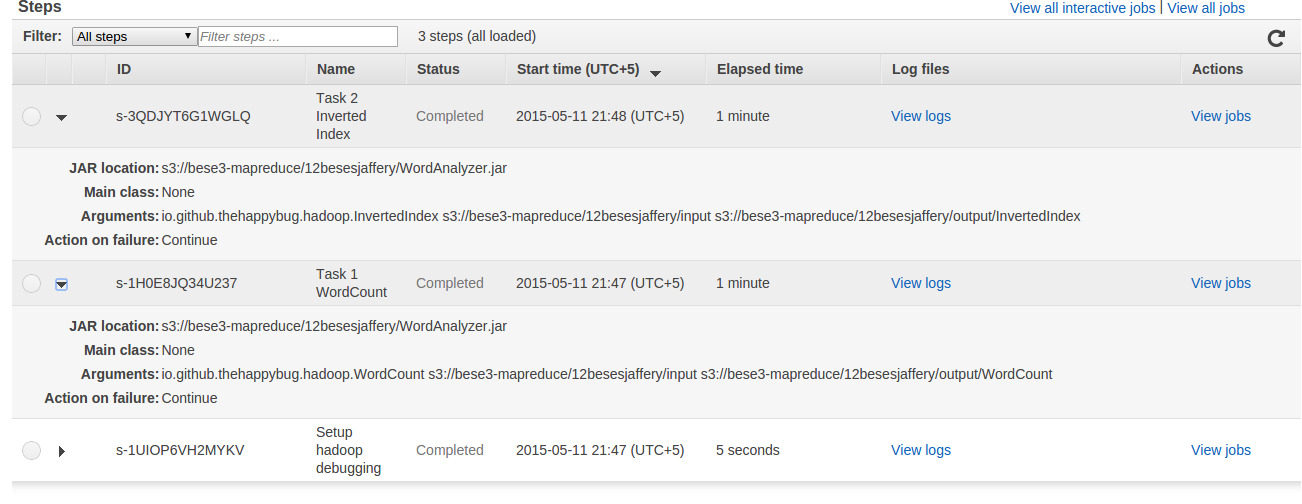 Steps
View all interactive jobs | View all jobs
Filter: All steps Filter steps ... 3 steps (all loaded)
ID Name Status Start time (UTC+5) Elapsed time Log files Actions
s-3QDJYT6G1WGLQ Task 2 Inverted Index Completed 2015-05-11 21:48 (UTC+5) 1 minute View logs View jobs
JAR location: s3://bese3-mapreduce/12besesjaffery/WordAnalyzer.jar
Main class: None
Arguments: io.github.thehappybug.hadoop.InvertedIndex s3://bese3-mapreduce/12besesjaffery/input s3://bese3-mapreduce/12besesjaffery/output/InvertedIndex
Action on failure: Continue
s-1H0E8JQ34U237 Task 1 WordCount Completed 2015-05-11 21:47 (UTC+5) 1 minute View logs View jobs
JAR location: s3://bese3-mapreduce/12besesjaffery/WordAnalyzer.jar
Main class: None
Arguments: io.github.thehappybug.hadoop.WordCount s3://bese3-mapreduce/12besesjaffery/input s3://bese3-mapreduce/12besesjaffery/output/WordCount
Action on failure: Continue
s-1UIOP6VH2MYKV Setup hadoop debugging Completed 2015-05-11 21:47 (UTC+5) 5 seconds View logs View jobs